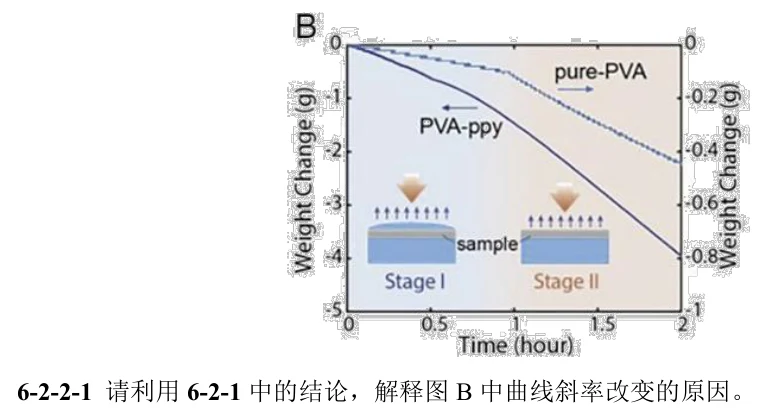 B
0
-1
-2
-3
-4
-5
Weight Change (g)
0
-0.2
-0.4
-0.6
-0.8
-1
Weight Change (g)
pure-PVA
PVA-ppy
sample
Stage I
Stage II
0
0.5
1
1.5
2
Time (hour)
6-2-2-1 请利用 6-2-1 中的结论，解释图 B 中曲线斜率改变的原因。